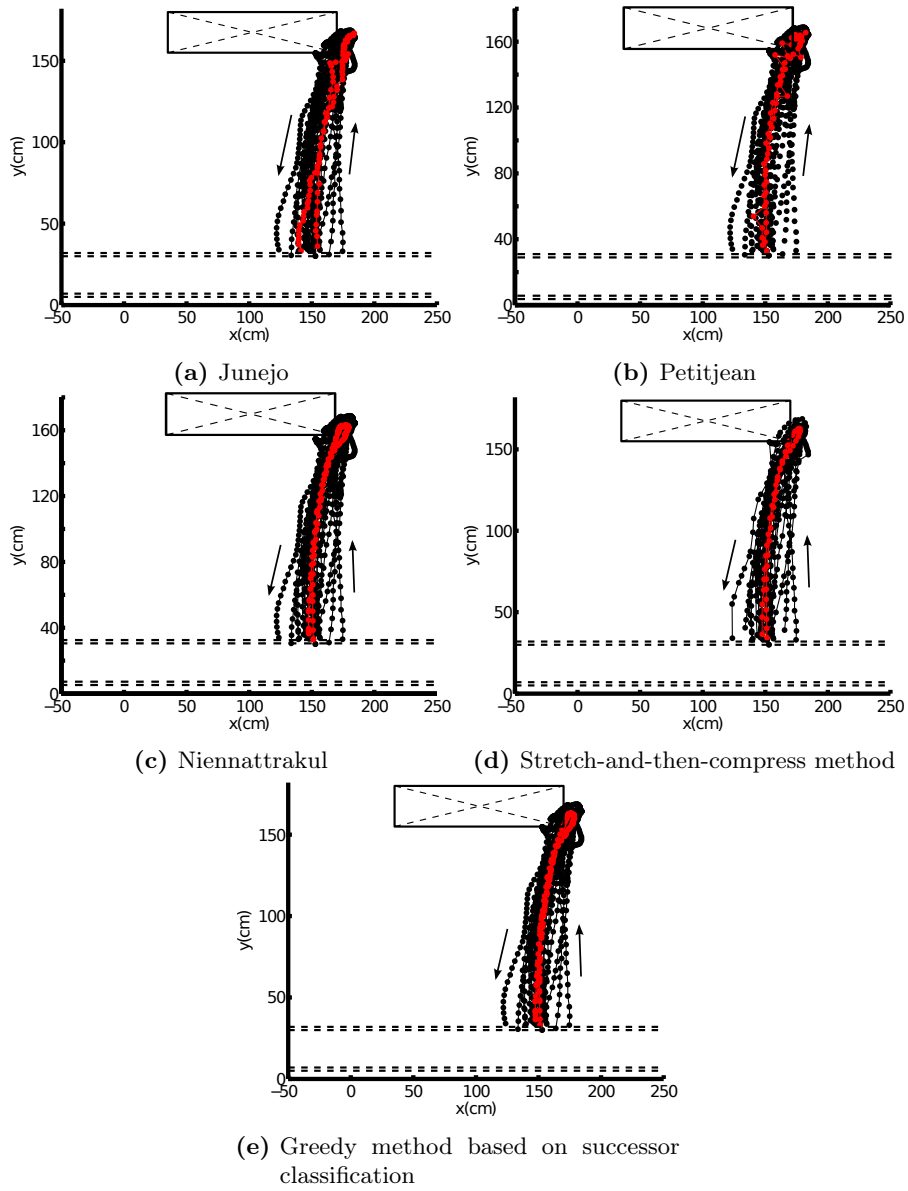 150
100
50
0
y(cm)
−50 0 50 100 150 200 250
x(cm)
(a) Junejo
160
120
80
40
0
y(cm)
−50 0 50 100 150 200 250
x(cm)
(b) Petitjean
160
120
80
40
0
y(cm)
−50 0 50 100 150 200 250
x(cm)
(c) Niennattrakul
150
100
50
0
y(cm)
−50 0 50 100 150 200 250
x(cm)
(d) Stretch-and-then-compress method
150
100
50
0
y(cm)
−50 0 50 100 150 200 250
x(cm)
(e) Greedy method based on successor
classification